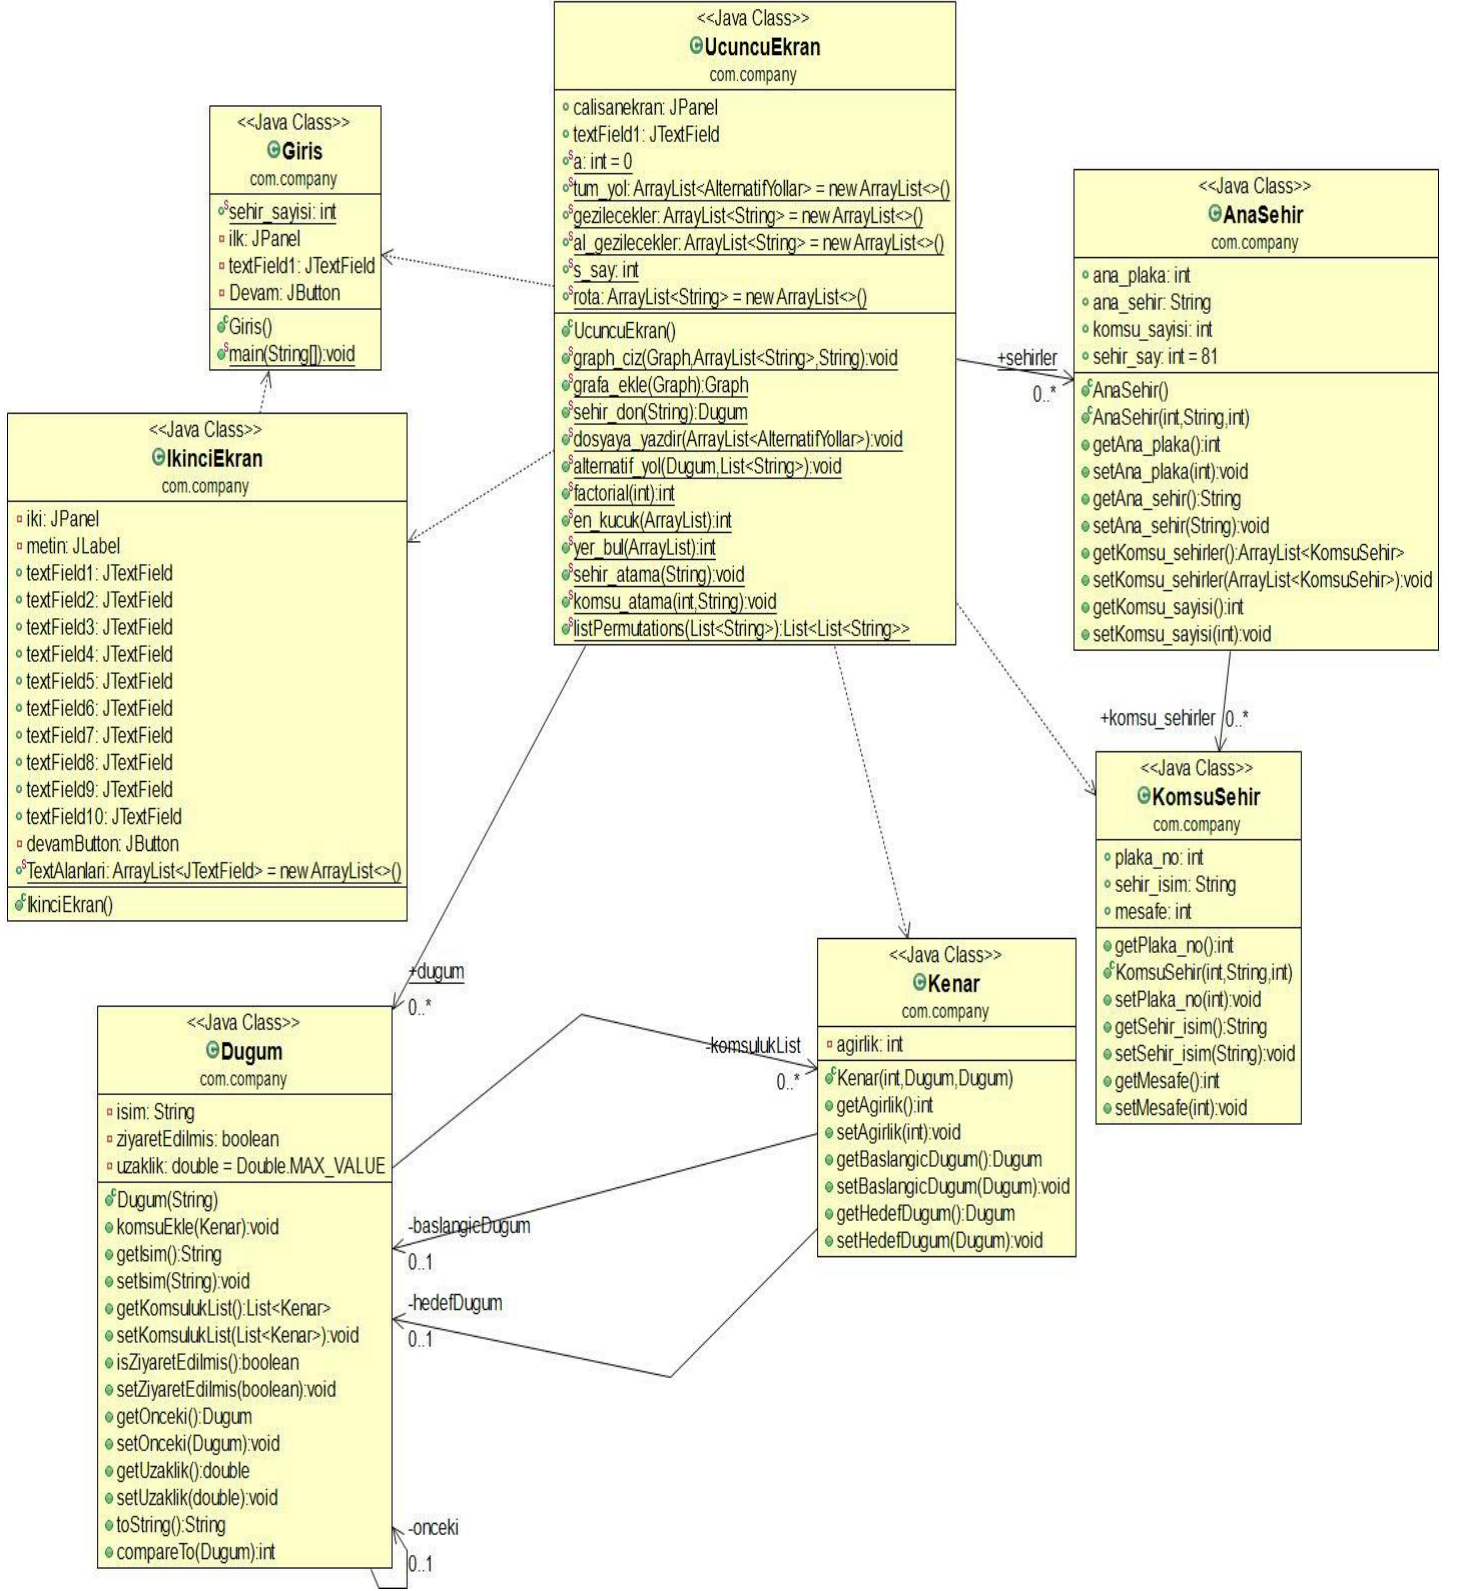 <<Java Class>>
UcuncuEkran
com.company
calisanekran: JPanel
textField1: JTextField
a: int = 0
tum_yol: ArrayList<AlternatifYollar> = new ArrayList<>()
gezilecekler: ArrayList<String> = new ArrayList<>()
al_gezilecekler: ArrayList<String> = new ArrayList<>()
s_say: int
rota: ArrayList<String> = new ArrayList<>()
UcuncuEkran()
graph_ciz(Graph,ArrayList<String>,String):void
grafa_ekle(Graph):Graph
sehir_don(String):Dugum
dosyaya_yazdir(ArrayList<AlternatifYollar>):void
alternatif_yol(Dugum,List<String>):void
factorial(int):int
en_kucuk(ArrayList):int
yer_bul(ArrayList):int
sehir_atama(String):void
komsu_atama(int,String):void
listPermutations(List<String>):List<List<String>>
<<Java Class>>
Giris
com.company
sehir_sayisi: int
ilk: JPanel
textField1: JTextField
Devam: JButton
Giris()
main(String[]):void
<<Java Class>>
AnaSehir
com.company
ana_plaka: int
ana_sehir: String
komsu_sayisi: int
sehir_say: int = 81
AnaSehir()
AnaSehir(int,String,int)
getAna_plaka():int
setAna_plaka(int):void
getAna_sehir():String
setAna_sehir(String):void
getKomsu_sehirler():ArrayList<KomsuSehir>
setKomsu_sehirler(ArrayList<KomsuSehir>):void
getKomsu_sayisi():int
setKomsu_sayisi(int):void
+sehirler
0..*
<<Java Class>>
IkinciEkran
com.company
iki: JPanel
metin: JLabel
textField1: JTextField
textField2: JTextField
textField3: JTextField
textField4: JTextField
textField5: JTextField
textField6: JTextField
textField7: JTextField
textField8: JTextField
textField9: JTextField
textField10: JTextField
devamButton: JButton
TextAlanlari: ArrayList<JTextField> = new ArrayList<>()
IkinciEkran()
+komsu_sehirler 0..*
<<Java Class>>
KomsuSehir
com.company
plaka_no: int
sehir_isim: String
mesafe: int
getPlaka_no():int
KomsuSehir(int,String,int)
setPlaka_no(int):void
getSehir_isim():String
setSehir_isim(String):void
getMesafe():int
setMesafe(int):void
<<Java Class>>
Kenar
com.company
agirlik: int
Kenar(int,Dugum,Dugum)
getAgirlik():int
setAgirlik(int):void
getBaslangicDugum():Dugum
setBaslangicDugum(Dugum):void
getHedefDugum():Dugum
setHedefDugum(Dugum):void
+dugum
0..*
-komsulukList
0..*
<<Java Class>>
Dugum
com.company
isim: String
ziyaretEdilmis: boolean
uzaklik: double = Double.MAX_VALUE
Dugum(String)
komsuEkle(Kenar):void
getIsim():String
setIsim(String):void
getKomsulukList():List<Kenar>
setKomsulukList(List<Kenar>):void
isZiyaretEdilmis():boolean
setZiyaretEdilmis(boolean):void
getOnceki():Dugum
setOnceki(Dugum):void
getUzaklik():double
setUzaklik(double):void
toString():String
compareTo(Dugum):int
-baslangicDugum
0..1
-hedefDugum
0..1
-onceki
0..1